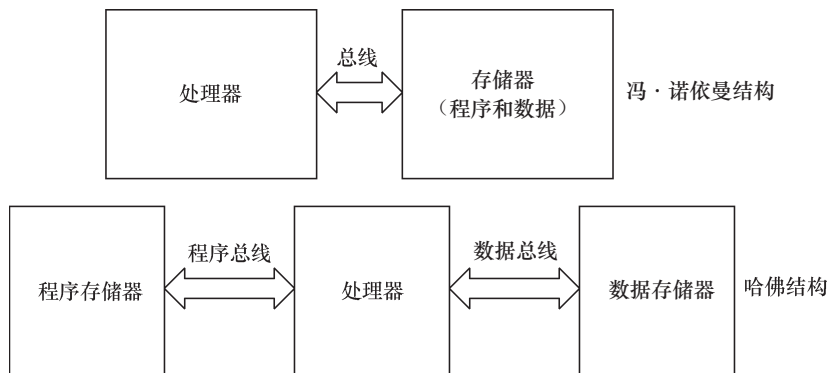 总线
处理器
存储器
（程序和数据）
冯·诺依曼结构
程序总线
数据总线
程序存储器
处理器
数据存储器
哈佛结构